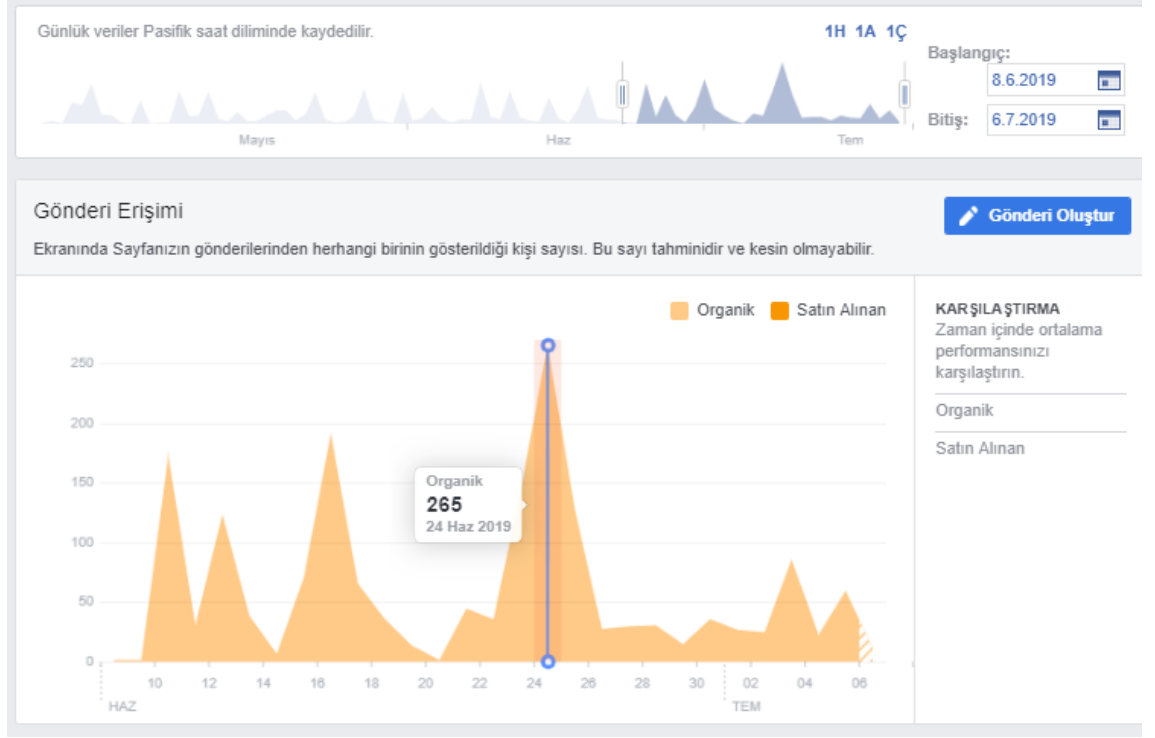 Günlük veriler Pasifik saat diliminde kaydedilir.
1H 1A 1Ç
Başlangıç:
8.6.2019
Bitiş:
6.7.2019
Mayıs Haz Tem
Gönderi Erişimi
Gönderi Oluştur
Ekranında Sayfanızın gönderilerinden herhangi birinin gösterildiği kişi sayısı. Bu sayı tahminidir ve kesin olmayabilir.
Organik Satın Alınan
250
200
150
100
50
0
Organik
265
24 Haz 2019
10 12 14 16 18 20 22 24 26 28 30 02 04 06
HAZ TEM
KARŞILAŞTIRMA
Zaman içinde ortalama
performansınızı
karşılaştırın.
Organik
Satın Alınan